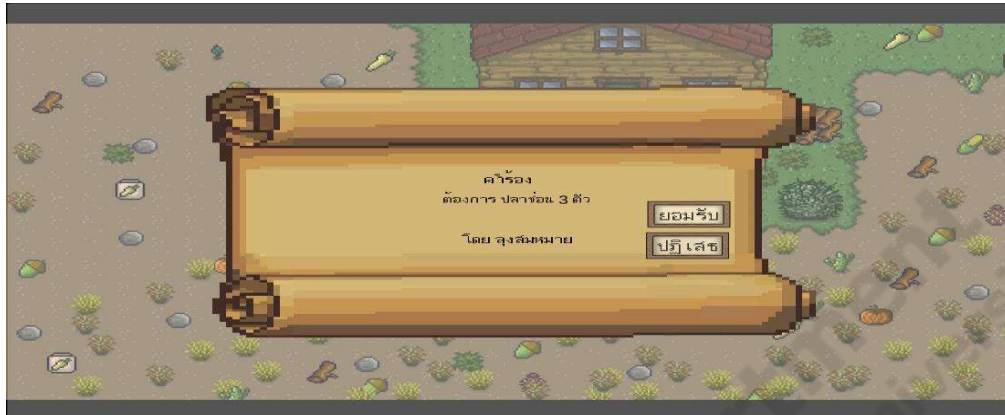 คำร้อง
ต้องการ ปลาช่อน 3 ตัว
ยอมรับ
โดย ลุงสมหมาย
ปฏิเสธ